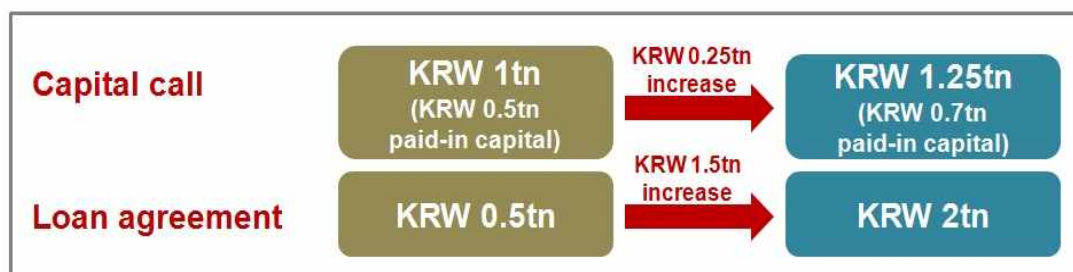 Capital call
KRW 1tn
(KRW 0.5tn
paid-in capital)
KRW 0.25tn
increase
KRW 1.25tn
(KRW 0.7tn
paid-in capital)
Loan agreement
KRW 0.5tn
KRW 1.5tn
increase
KRW 2tn